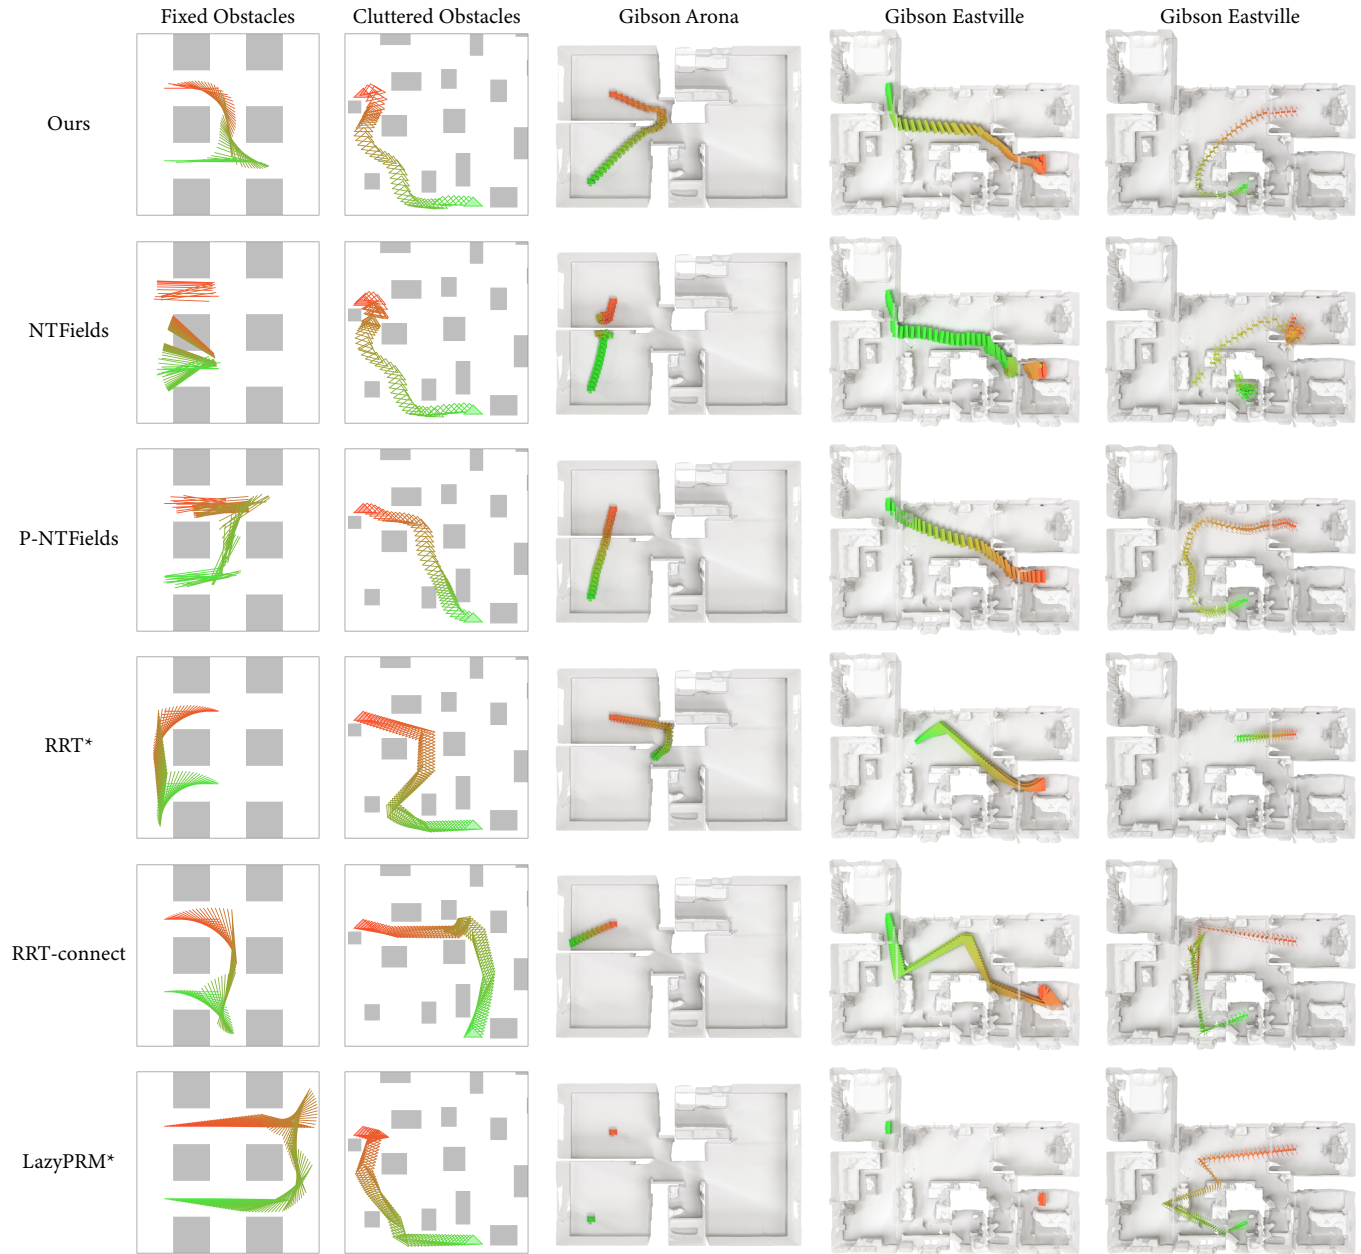 Fixed Obstacles Cluttered Obstacles Gibson Arona Gibson Eastville Gibson Eastville
Ours
NTFields
P-NTFields
RRT*
RRT-connect
LazyPRM*